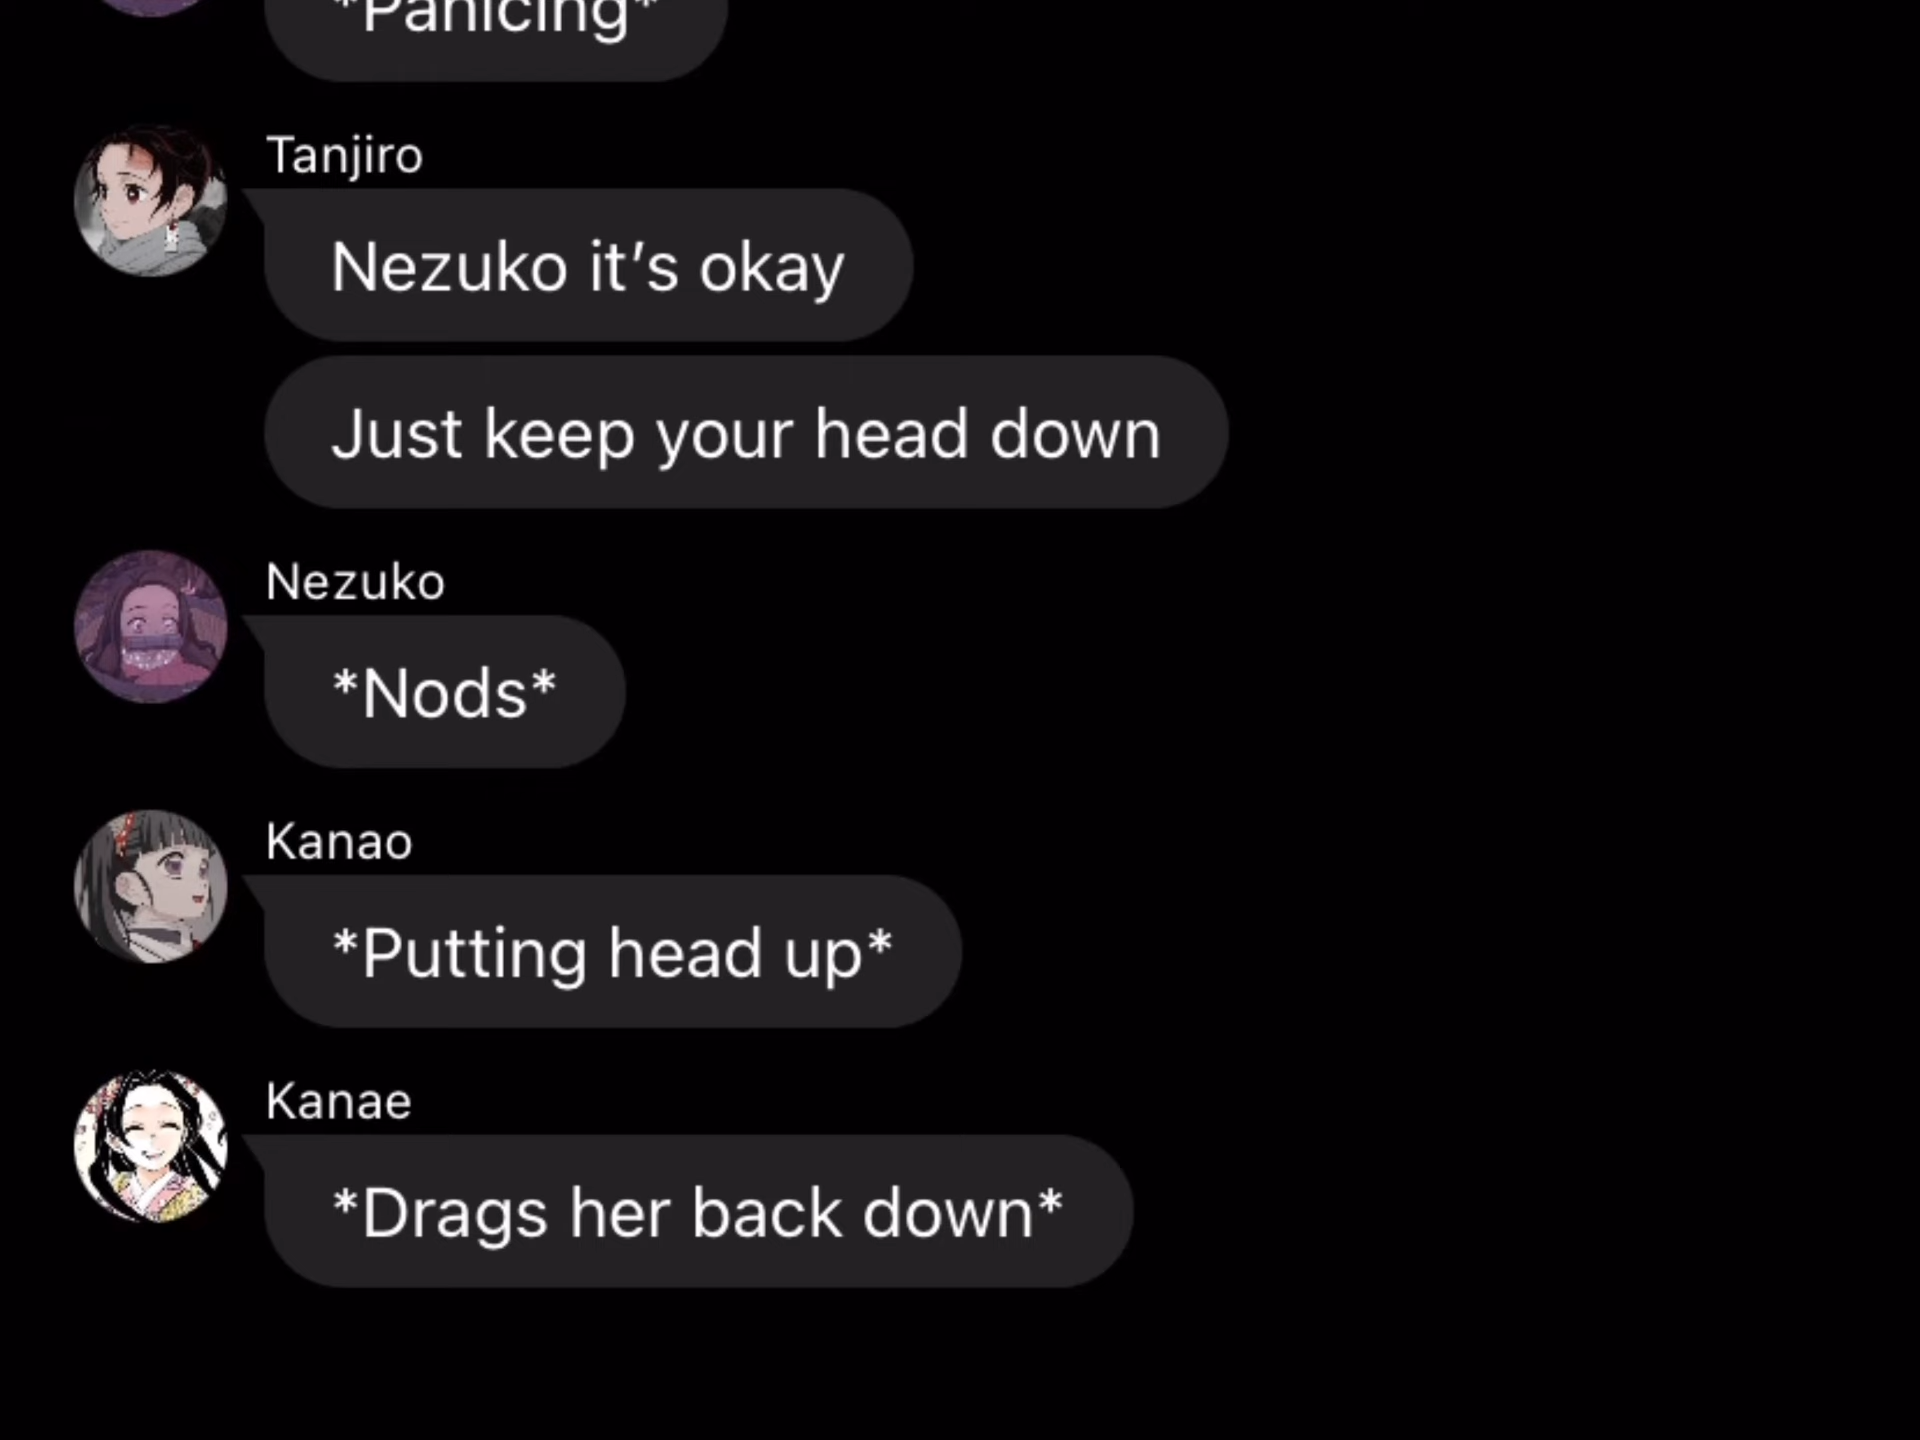 *Panicing*
Tanjiro
Nezuko it’s okay
Just keep your head down
Nezuko
*Nods*
Kanao
*Putting head up*
Kanae
*Drags her back down*